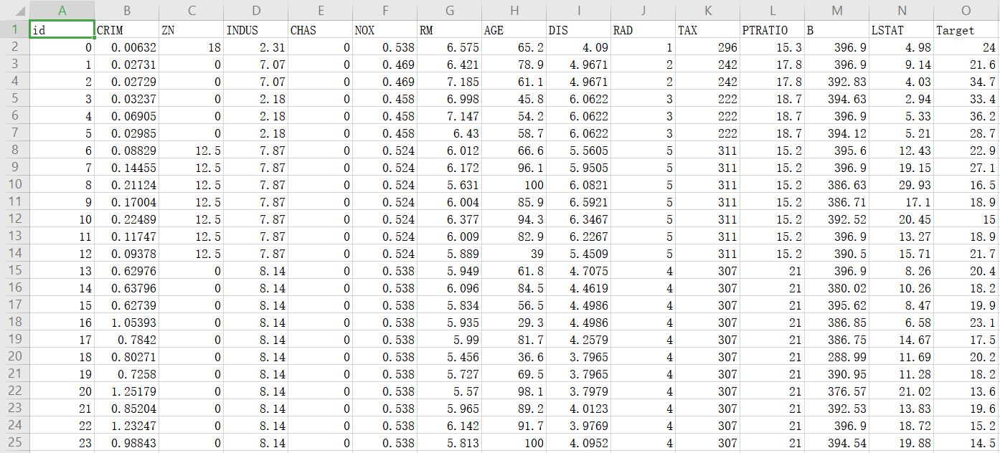 A B C D E F G H I J K L M N O
1 id CRIM ZN INDUS CHAS NOX RM AGE DIS RAD TAX PTRATIO B LSTAT Target
2 0 0.00632 18 2.31 0 0.538 6.575 65.2 4.09 1 296 15.3 396.9 4.98 24
3 1 0.02731 0 7.07 0 0.469 6.421 78.9 4.9671 2 242 17.8 396.9 9.14 21.6
4 2 0.02729 0 7.07 0 0.469 7.185 61.1 4.9671 2 242 17.8 392.83 4.03 34.7
5 3 0.03237 0 2.18 0 0.458 6.998 45.8 6.0622 3 222 18.7 394.63 2.94 33.4
6 4 0.06905 0 2.18 0 0.458 7.147 54.2 6.0622 3 222 18.7 396.9 5.33 36.2
7 5 0.02985 0 2.18 0 0.458 6.43 58.7 6.0622 3 222 18.7 394.12 5.21 28.7
8 6 0.08829 12.5 7.87 0 0.524 6.012 66.6 5.5605 5 311 15.2 395.6 12.43 22.9
9 7 0.14455 12.5 7.87 0 0.524 6.172 96.1 5.9505 5 311 15.2 396.9 19.15 27.1
10 8 0.21124 12.5 7.87 0 0.524 5.631 100 6.0821 5 311 15.2 386.63 29.93 16.5
11 9 0.17004 12.5 7.87 0 0.524 6.004 85.9 6.5921 5 311 15.2 386.71 17.1 18.9
12 10 0.22489 12.5 7.87 0 0.524 6.377 94.3 6.3467 5 311 15.2 392.52 20.45 15
13 11 0.11747 12.5 7.87 0 0.524 6.009 82.9 6.2267 5 311 15.2 396.9 13.27 18.9
14 12 0.09378 12.5 7.87 0 0.524 5.889 39 5.4509 5 311 15.2 390.5 15.71 21.7
15 13 0.62976 0 8.14 0 0.538 5.949 61.8 4.7075 4 307 21 396.9 8.26 20.4
16 14 0.63796 0 8.14 0 0.538 6.096 84.5 4.4619 4 307 21 380.02 10.26 18.2
17 15 0.62739 0 8.14 0 0.538 5.834 56.5 4.4986 4 307 21 395.62 8.47 19.9
18 16 1.05393 0 8.14 0 0.538 5.935 29.3 4.4986 4 307 21 386.85 6.58 23.1
19 17 0.7842 0 8.14 0 0.538 5.99 81.7 4.2579 4 307 21 386.75 14.67 17.5
20 18 0.80271 0 8.14 0 0.538 5.456 36.6 3.7965 4 307 21 288.99 11.69 20.2
21 19 0.7258 0 8.14 0 0.538 5.727 69.5 3.7965 4 307 21 390.95 11.28 18.2
22 20 1.25179 0 8.14 0 0.538 5.57 98.1 3.7979 4 307 21 376.57 21.02 13.6
23 21 0.85204 0 8.14 0 0.538 5.965 89.2 4.0123 4 307 21 392.53 13.83 19.6
24 22 1.23247 0 8.14 0 0.538 6.142 91.7 3.9769 4 307 21 396.9 18.72 15.2
25 23 0.98843 0 8.14 0 0.538 5.813 100 4.0952 4 307 21 394.54 19.88 14.5